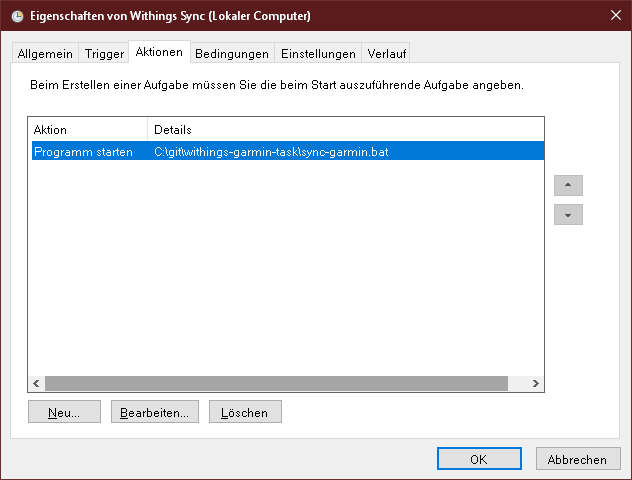 Eigenschaften von Withings Sync (Lokaler Computer)
Allgemein Trigger Aktionen Bedingungen Einstellungen Verlauf
Beim Erstellen einer Aufgabe müssen Sie die beim Start auszuführende Aufgabe angeben.
Aktion Details
Programm starten C:\git\withings-garmin-task\sync-garmin.bat
Neu... Bearbeiten... Löschen
OK Abbrechen